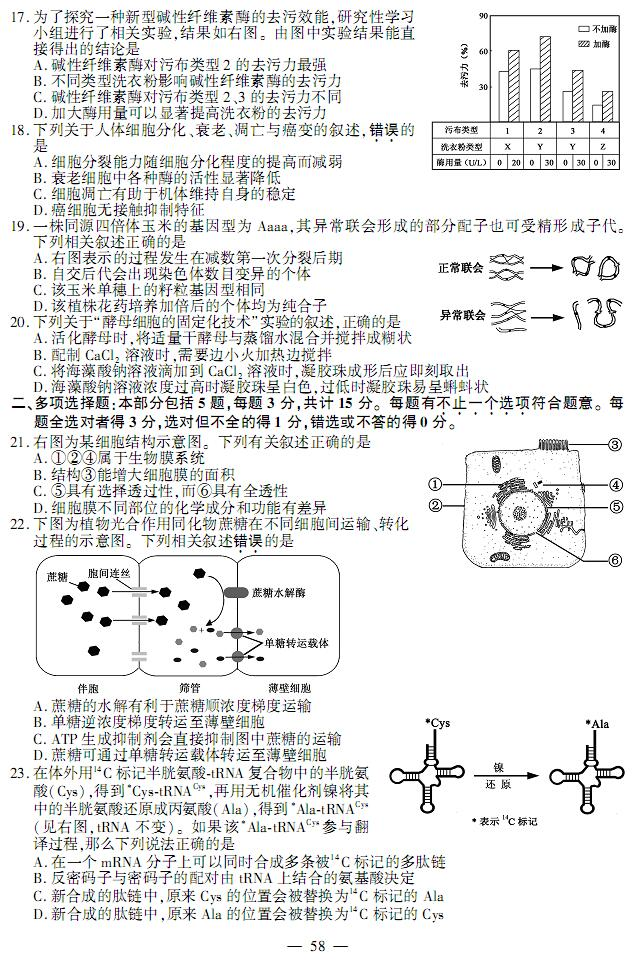 17. 为了探究一种新型碱性纤维素酶的去污效能,研究性学习
小组进行了相关实验,结果如右图。由图中实验结果能直
接得出的结论是
A. 碱性纤维素酶对污布类型 2 的去污力最强
B. 不同类型洗衣粉影响碱性纤维素酶的去污力
C. 碱性纤维素酶对污布类型 2、3 的去污力不同
D. 加大酶用量可以显著提高洗衣粉的去污力
去污力(%)
90
60
30
不加酶
加酶
污布类型 1 2 3 4
洗衣粉类型 X Y Y Z
酶用量(U/L) 0 20 0 30 0 30 0 30
18. 下列关于人体细胞分化、衰老、凋亡与癌变的叙述,错误的
是
A. 细胞分裂能力随细胞分化程度的提高而减弱
B. 衰老细胞中各种酶的活性显著降低
C. 细胞凋亡有助于机体维持自身的稳定
D. 癌细胞无接触抑制特征
19. 一株同源四倍体玉米的基因型为 Aaaa,其异常联会形成的部分配子也可受精形成子代。
下列相关叙述正确的是
A. 右图表示的过程发生在减数第一次分裂后期
B. 自交后代会出现染色体数目变异的个体
C. 该玉米单穗上的籽粒基因型相同
D. 该植株花药培养加倍后的个体均为纯合子
正常联会
异常联会
20. 下列关于“酵母细胞的固定化技术”实验的叙述,正确的是
A. 活化酵母时,将适量干酵母与蒸馏水混合并搅拌成糊状
B. 配制 CaCl₂ 溶液时,需要边小火加热边搅拌
C. 将海藻酸钠溶液滴加到 CaCl₂ 溶液时,凝胶珠成形后应即刻取出
D. 海藻酸钠溶液浓度过高时凝胶珠呈白色,过低时凝胶珠易呈蝌蚪状
二、多项选择题:本部分包括 5 题,每题 3 分,共计 15 分。每题有不止一个选项符合题意。每
题全选对者得 3 分,选对但不全的得 1 分,错选或不答的得 0 分。
21. 右图为某细胞结构示意图。下列有关叙述正确的是
A. ①②④属于生物膜系统
B. 结构③能增大细胞膜的面积
C. ⑤具有选择透过性,而⑥具有全透性
D. 细胞膜不同部位的化学成分和功能有差异
①
②
③
④
⑤
⑥
22. 下图为植物光合作用同化物蔗糖在不同细胞间运输、转化
过程的示意图。下列相关叙述错误的是
蔗糖
胞间连丝
蔗糖水解酶
单糖转运载体
伴胞 筛管 薄壁细胞
A. 蔗糖的水解有利于蔗糖顺浓度梯度运输
B. 单糖逆浓度梯度转运至薄壁细胞
C. ATP 生成抑制剂会直接抑制图中蔗糖的运输
D. 蔗糖可通过单糖转运载体转运至薄壁细胞
23. 在体外用¹⁴C 标记半胱氨酸-tRNA 复合物中的半胱氨
酸(Cys),得到*Cys-tRNAᶜʸˢ,再用无机催化剂镍将其
中的半胱氨酸还原成丙氨酸(Ala),得到*Ala-tRNAᶜʸˢ
(见右图,tRNA 不变)。如果该*Ala-tRNAᶜʸˢ参与翻
译过程,那么下列说法正确的是
A. 在一个 mRNA 分子上可以同时合成多条被¹⁴C 标记的多肽链
B. 反密码子与密码子的配对由 tRNA 上结合的氨基酸决定
C. 新合成的肽链中,原来 Cys 的位置会被替换为¹⁴C 标记的 Ala
D. 新合成的肽链中,原来 Ala 的位置会被替换为¹⁴C 标记的 Cys
*Cys
镍
还原
*Ala
*表示¹⁴C 标记
— 58 —